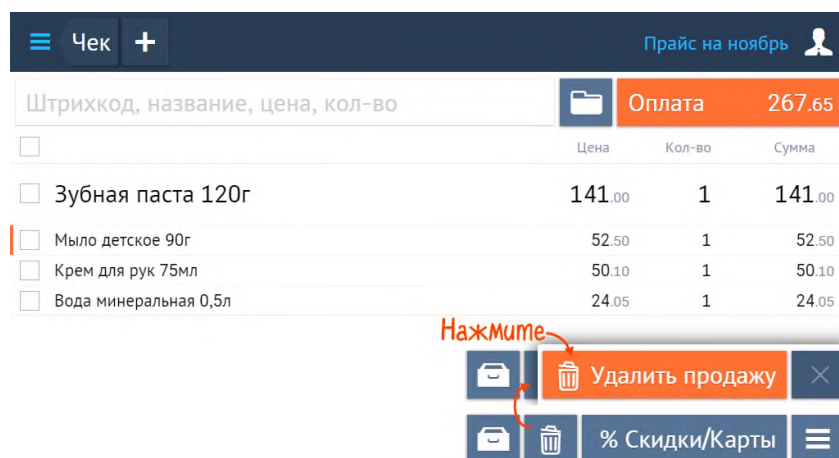 Чек + Прайс на ноябрь
Штрихкод, название, цена, кол-во Оплата 267.65
Цена Кол-во Сумма
Зубная паста 120г 141.00 1 141.00
Мыло детское 90г 52.50 1 52.50
Крем для рук 75мл 50.10 1 50.10
Вода минеральная 0,5л 24.05 1 24.05
Нажмите
Удалить продажу
% Скидки/Карты